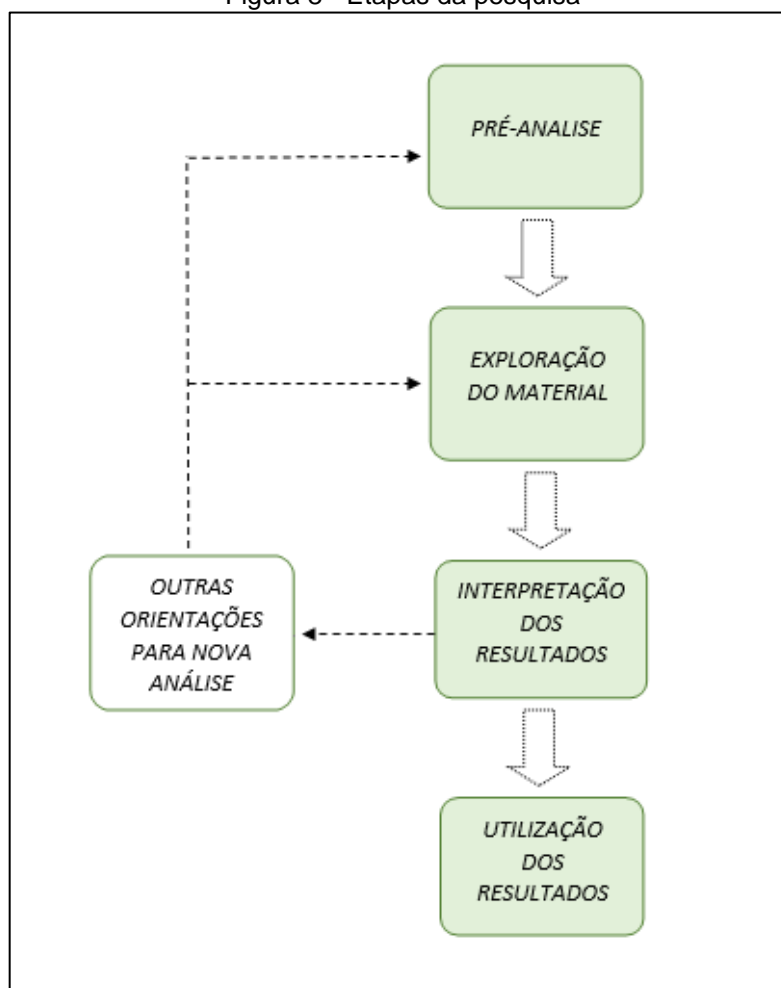 Etapas da pesquisa
PRÉ-ANALISE
EXPLORAÇÃO
DO MATERIAL
OUTRAS
ORIENTAÇÕES
PARA NOVA
ANÁLISE
INTERPRETAÇÃO
DOS
RESULTADOS
UTILIZAÇÃO
DOS
RESULTADOS